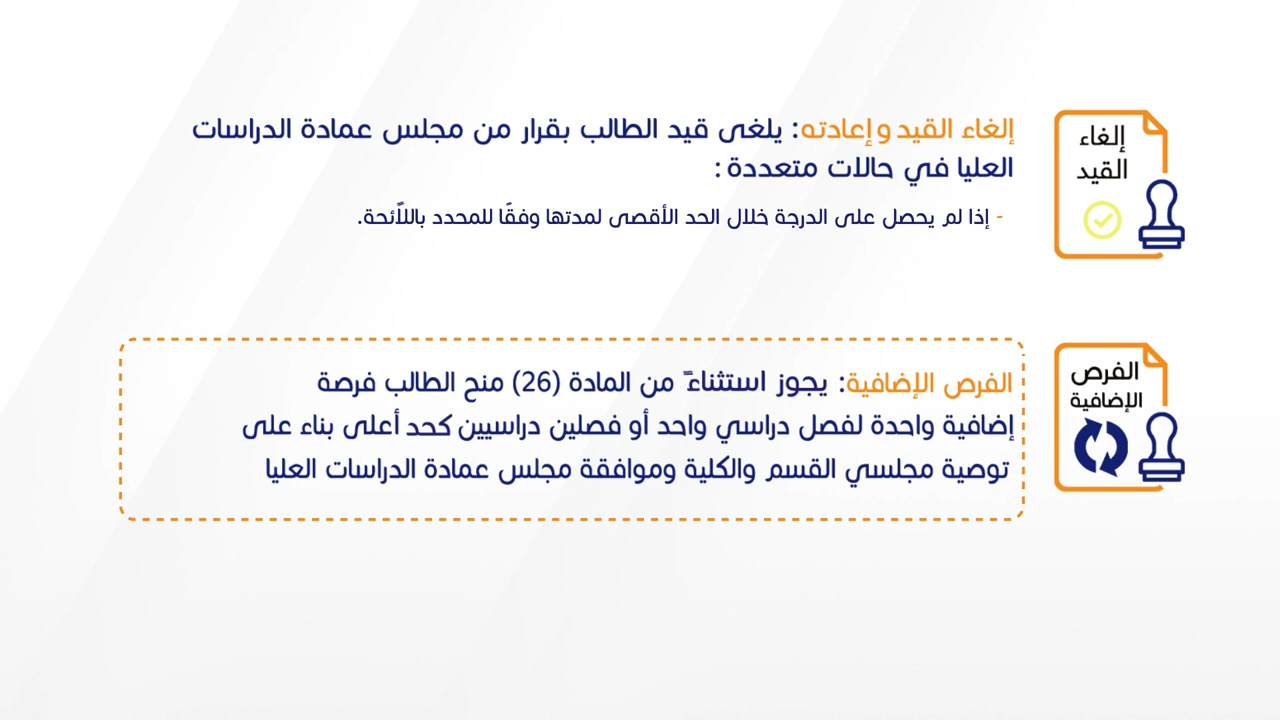 إلغاء القيد
إلغاء القيد وإعادته: يلغى قيد الطالب بقرار من مجلس عمادة الدراسات
العليا في حالات متعددة:
- إذا لم يحصل على الدرجة خلال الحد الأقصى لمدتها وفقًا للمحدد باللاًئحة.
الفرص الإضافية
الفرص الإضافية: يجوز استثناءً من المادة (26) منح الطالب فرصة
إضافية واحدة لفصل دراسي واحد أو فصلين دراسيين كحد أعلى بناء على
توصية مجلسي القسم والكلية وموافقة مجلس عمادة الدراسات العليا